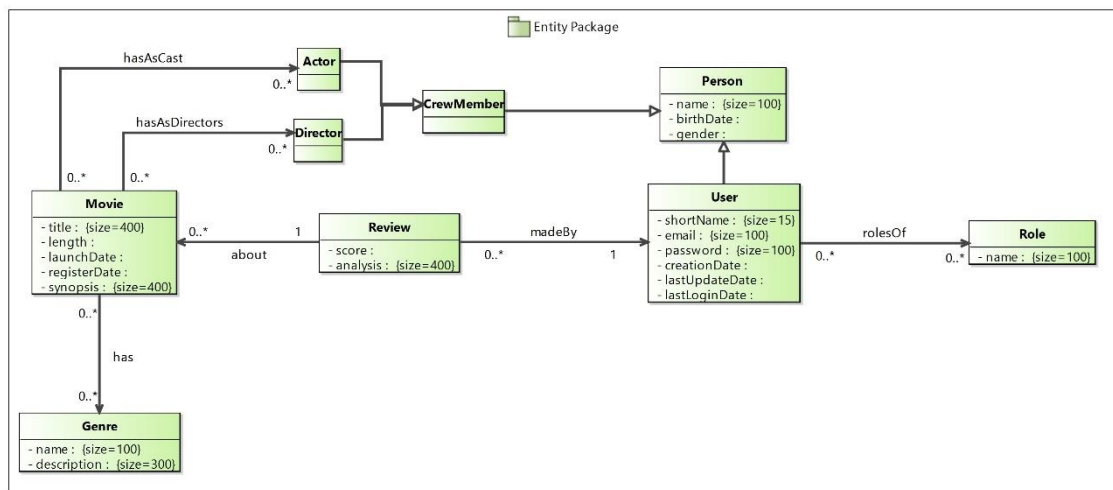 Entity Package
hasAsCast
0..*
0..*
Actor
hasAsDirectors
0..*
0..*
Director
CrewMember
Person
- name : {size=100}
- birthDate :
- gender :
Movie
- title : {size=400}
- length :
- launchDate :
- registerDate :
- synopsis : {size=400}
0..*
1
about
Review
- score :
- analysis : {size=400}
madeBy
0..*
1
User
- shortName : {size=15}
- email : {size=100}
- password : {size=100}
- creationDate :
- lastUpdateDate :
- lastLoginDate :
rolesOf
0..*
0..*
Role
- name : {size=100}
0..*
has
0..*
Genre
- name : {size=100}
- description : {size=300}